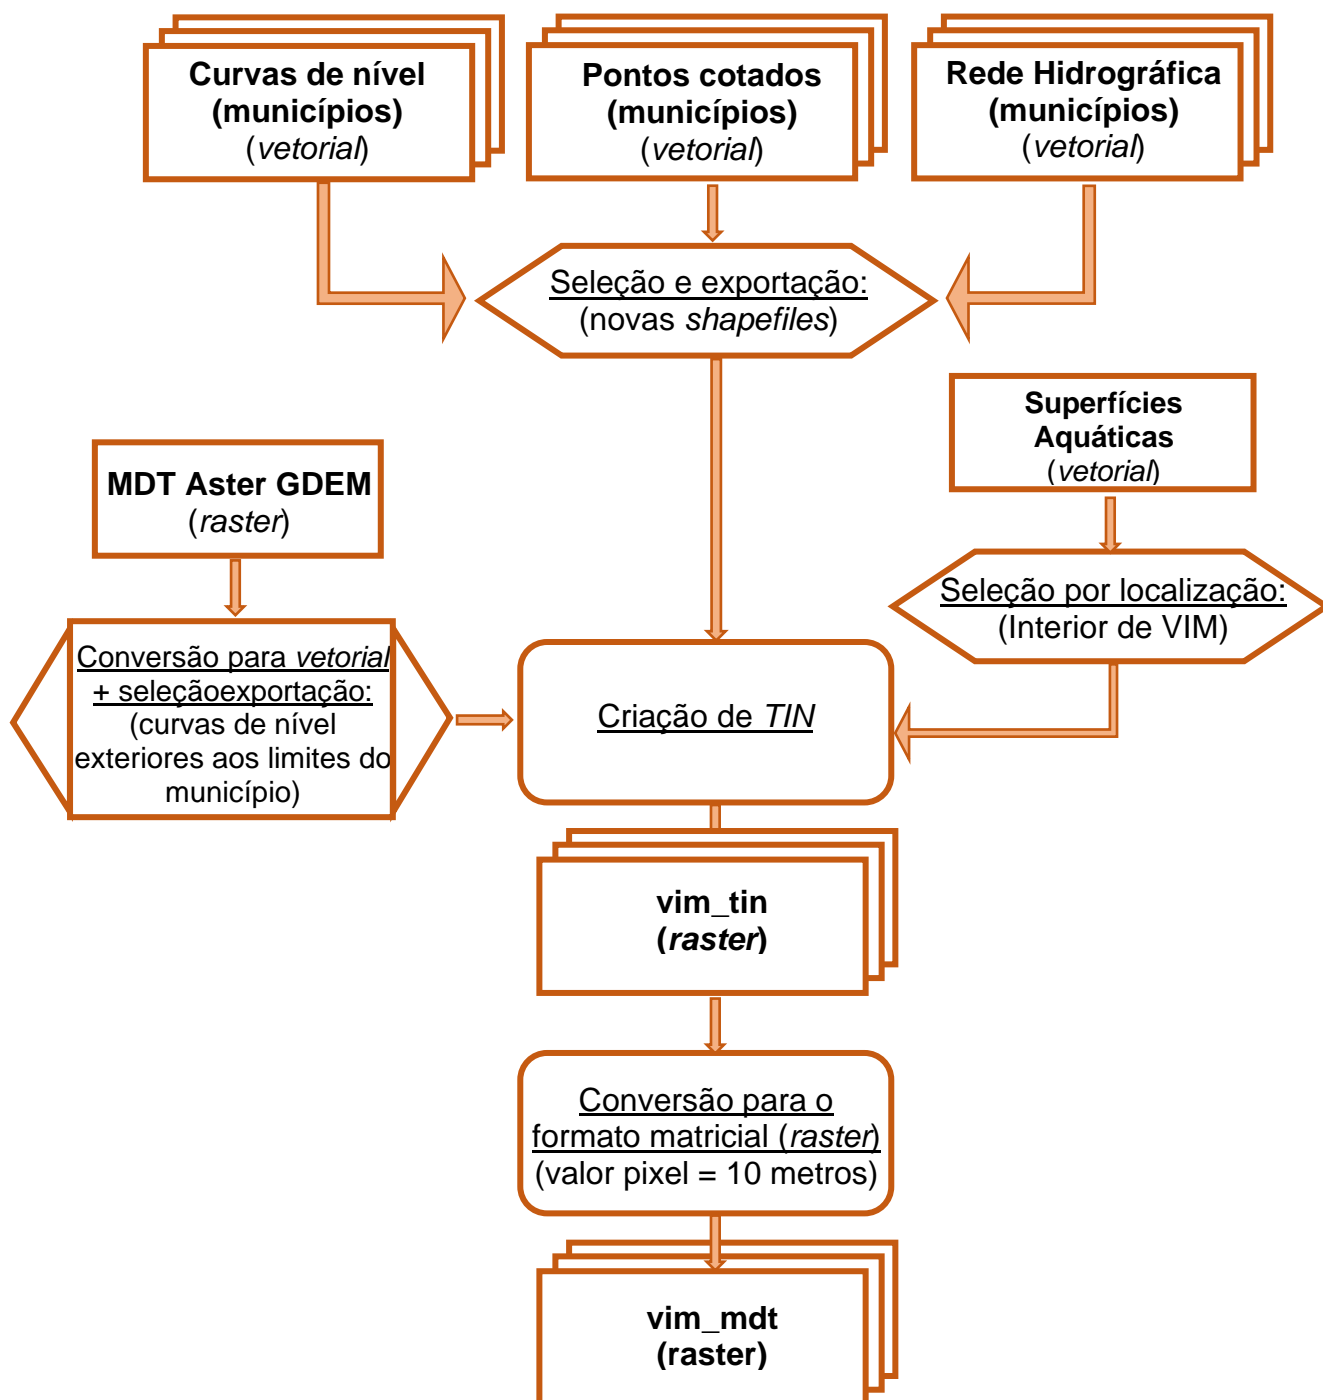 Curvas de nível
(municípios)
(vetorial)
Pontos cotados
(municípios)
(vetorial)
Rede Hidrográfica
(municípios)
(vetorial)
Seleção e exportação:
(novas shapefiles)
Superfícies
Aquáticas
(vetorial)
MDT Aster GDEM
(raster)
Seleção por localização:
(Interior de VIM)
Conversão para vetorial
+ seleçãoexportação:
(curvas de nível
exteriores aos limites do
município)
Criação de TIN
vim_tin
(raster)
Conversão para o
formato matricial (raster)
(valor pixel = 10 metros)
vim_mdt
(raster)